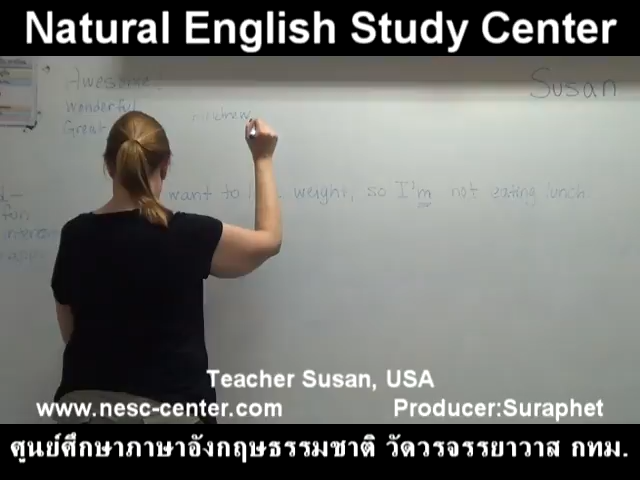 Natural English Study Center
Awesome!
Susan
Wonderful
Great
want to weight, so I'm not eating lunch
fun
Teacher Susan, USA
www.nesc-center.com
Producer:Suraphet
ศูนย์ศึกษาภาษาอังกฤษธรรมชาติ วัดวรจรรยาวาส กทม.